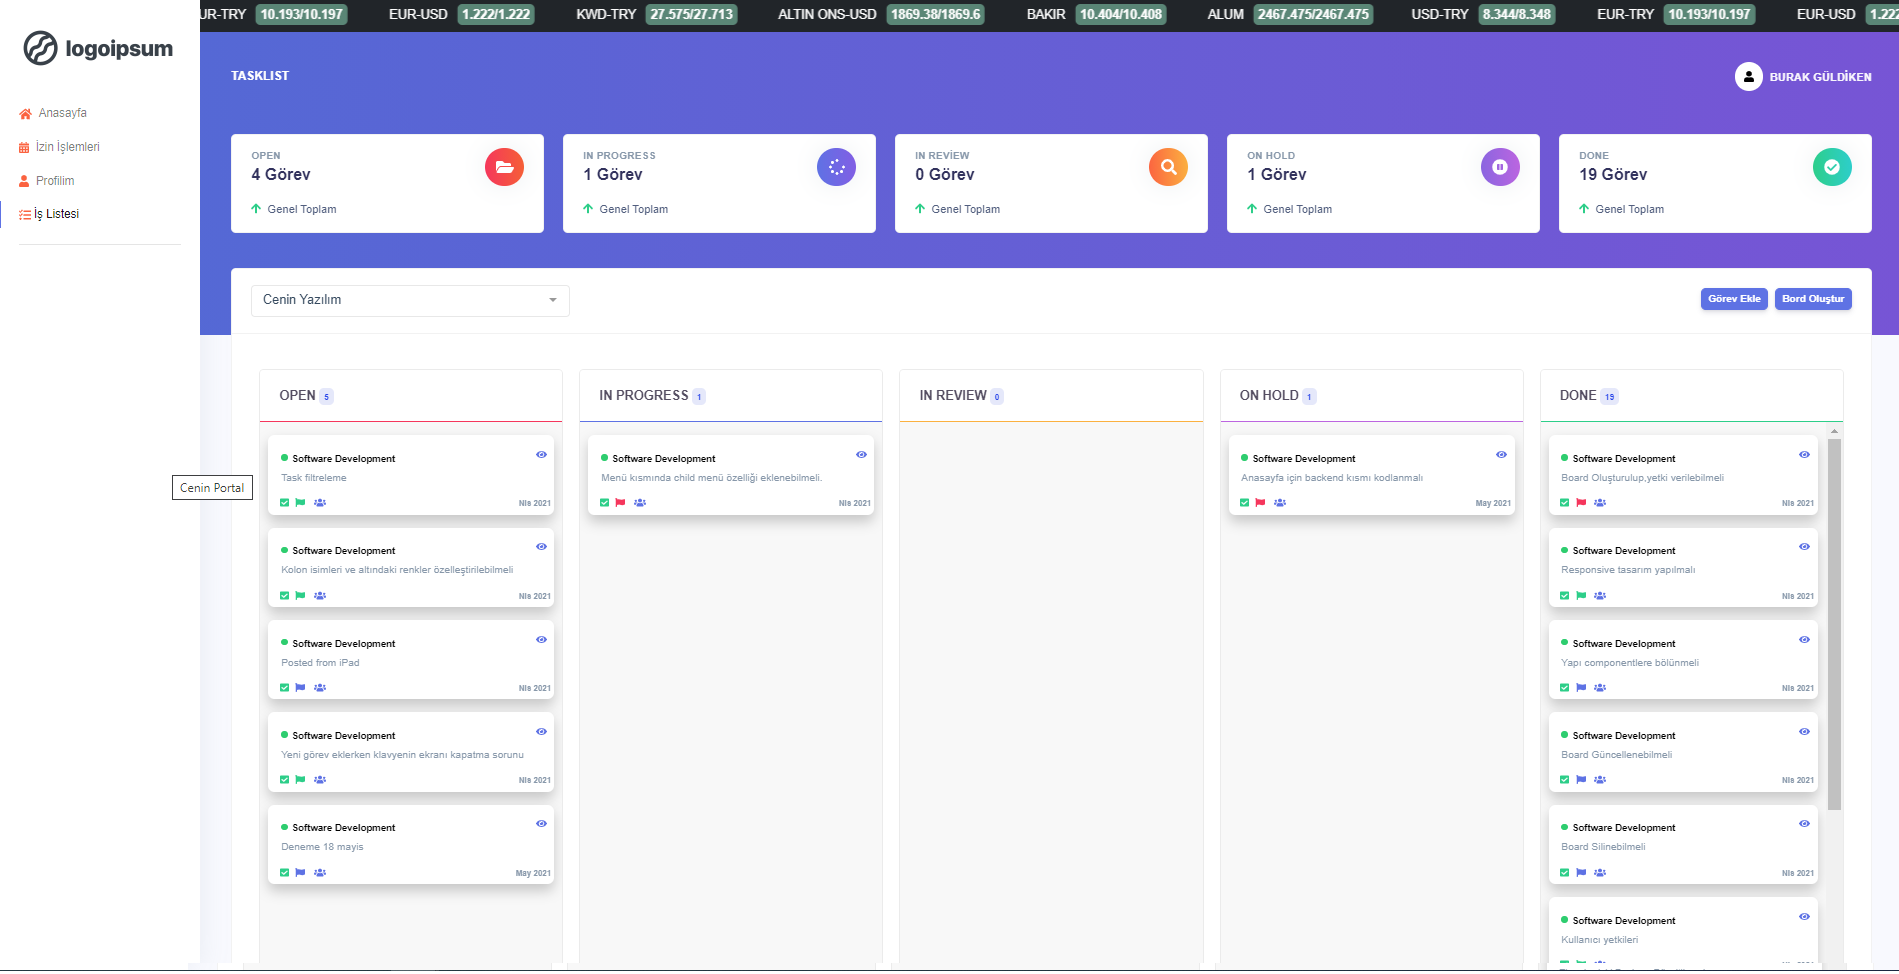 UR-TRY 10.193/10.197 EUR-USD 1.222/1.222 KWD-TRY 27.575/27.713 ALTIN ONS-USD 1869.38/1869.6 BAKIR 10.404/10.408 ALUM 2467.475/2467.475 USD-TRY 8.344/8.348 EUR-TRY 10.193/10.197 EUR-USD 1.222
logoipsum
TASKLIST
BURAK GÜLDİKEN
Anasayfa
İzin İşlemleri
Profilim
İş Listesi
OPEN
4 Görev
Genel Toplam
IN PROGRESS
1 Görev
Genel Toplam
IN REVİEW
0 Görev
Genel Toplam
ON HOLD
1 Görev
Genel Toplam
DONE
19 Görev
Genel Toplam
Cenin Yazılım
Görev Ekle
Bord Oluştur
Cenin Portal
OPEN 5
Software Development
Task filtreleme
Nis 2021
Software Development
Kolon isimleri ve altındaki renkler özelleştirilebilmeli
Nis 2021
Software Development
Posted from iPad
Nis 2021
Software Development
Yeni görev eklerken klavyenin ekranı kapatma sorunu
Nis 2021
Software Development
Deneme 18 mayis
May 2021
IN PROGRESS 1
Software Development
Menü kısmında child menü özelliği eklenebilmeli.
Nis 2021
IN REVIEW 0
ON HOLD 1
Software Development
Anasayfa için backend kısmı kodlanmalı
May 2021
DONE 19
Software Development
Board Oluşturulup,yetki verilebilmeli
Nis 2021
Software Development
Responsive tasarım yapılmalı
Nis 2021
Software Development
Yapı componentlere bölünmeli
Nis 2021
Software Development
Board Güncellenebilmeli
Nis 2021
Software Development
Board Silinebilmeli
Nis 2021
Software Development
Kullanıcı yetkileri